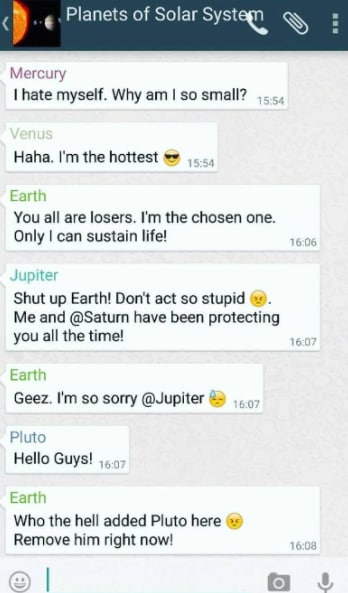 Planets of Solar System
Mercury
I hate myself. Why am I so small? 15:54
Venus
Haha. I'm the hottest 😎 15:54
Earth
You all are losers. I'm the chosen one.
Only I can sustain life!
16:06
Jupiter
Shut up Earth! Don't act so stupid 😠.
Me and @Saturn have been protecting
you all the time!
16:07
Earth
Geez. I'm so sorry @Jupiter 😓 16:07
Pluto
Hello Guys! 16:07
Earth
Who the hell added Pluto here 😠
Remove him right now!
16:08